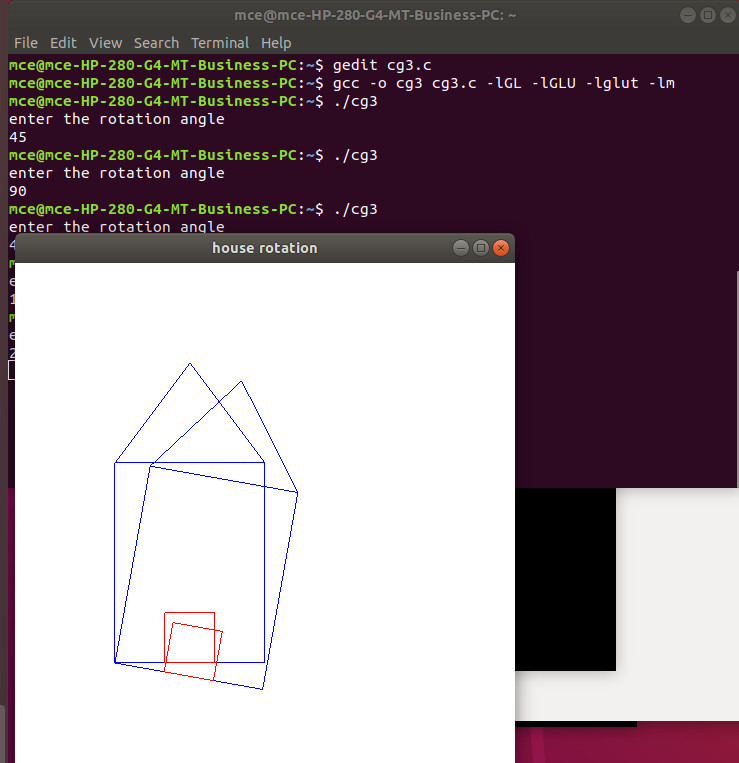 mce@mce-HP-280-G4-MT-Business-PC: ~
File Edit View Search Terminal Help
mce@mce-HP-280-G4-MT-Business-PC:~$ gedit cg3.c
mce@mce-HP-280-G4-MT-Business-PC:~$ gcc -o cg3 cg3.c -lGL -lGLU -lglut -lm
mce@mce-HP-280-G4-MT-Business-PC:~$ ./cg3
enter the rotation angle
45
mce@mce-HP-280-G4-MT-Business-PC:~$ ./cg3
enter the rotation angle
90
mce@mce-HP-280-G4-MT-Business-PC:~$ ./cg3
enter the rotation angle
house rotation